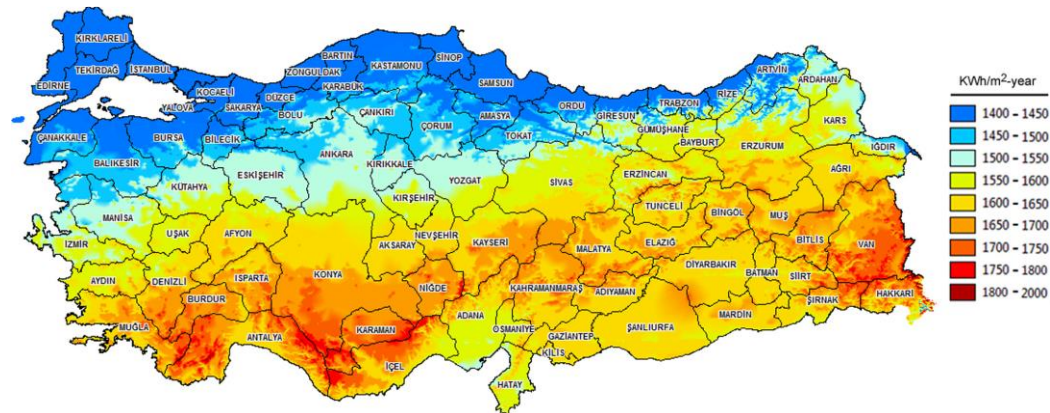 KIRKLARELİ
TEKİRDAĞ
İSTANBUL
EDİRNE
KOCAELİ
YALOVA
SAKARYA
DÜZCE
BOLU
ZONGULDAK
BARTIN
KARABÜK
KASTAMONU
SİNOP
SAMSUN
ORDU
GİRESUN
TRABZON
RİZE
ARTVİN
ARDAHAN
KARS
IĞDIR
ÇANAKKALE
BALIKEŞİR
BURSA
BİLECİK
ESKİŞEHİR
KÜTAHYA
ANKARA
ÇANKIRI
KIRIKKALE
ÇORUM
AMASYA
TOKAT
YOZGAT
KIRŞEHİR
SİVAS
GÜMÜŞHANE
BAYBURT
ERZİNCAN
ERZURUM
AĞRI
MANİSA
İZMİR
UŞAK
AFYON
AYDIN
DENİZLİ
ISPARTA
BURDUR
MUĞLA
ANTALYA
KONYA
AKSARAY
NEVŞEHİR
NİĞDE
KAYSERİ
KARAMAN
İÇEL
ADANA
OSMANİYE
HATAY
KAHRAMANMARAŞ
MALATYA
ADIYAMAN
GAZİANTEP
KİLİS
ŞANLIURFA
TUNCELİ
ELAZIĞ
BİNGÖL
MUŞ
BİTLİS
VAN
DİYARBAKIR
BATMAN
SİİRT
MARDİN
ŞIRNAK
HAKKARİ
KWh/m²-year
1400 - 1450
1450 - 1500
1500 - 1550
1550 - 1600
1600 - 1650
1650 - 1700
1700 - 1750
1750 - 1800
1800 - 2000